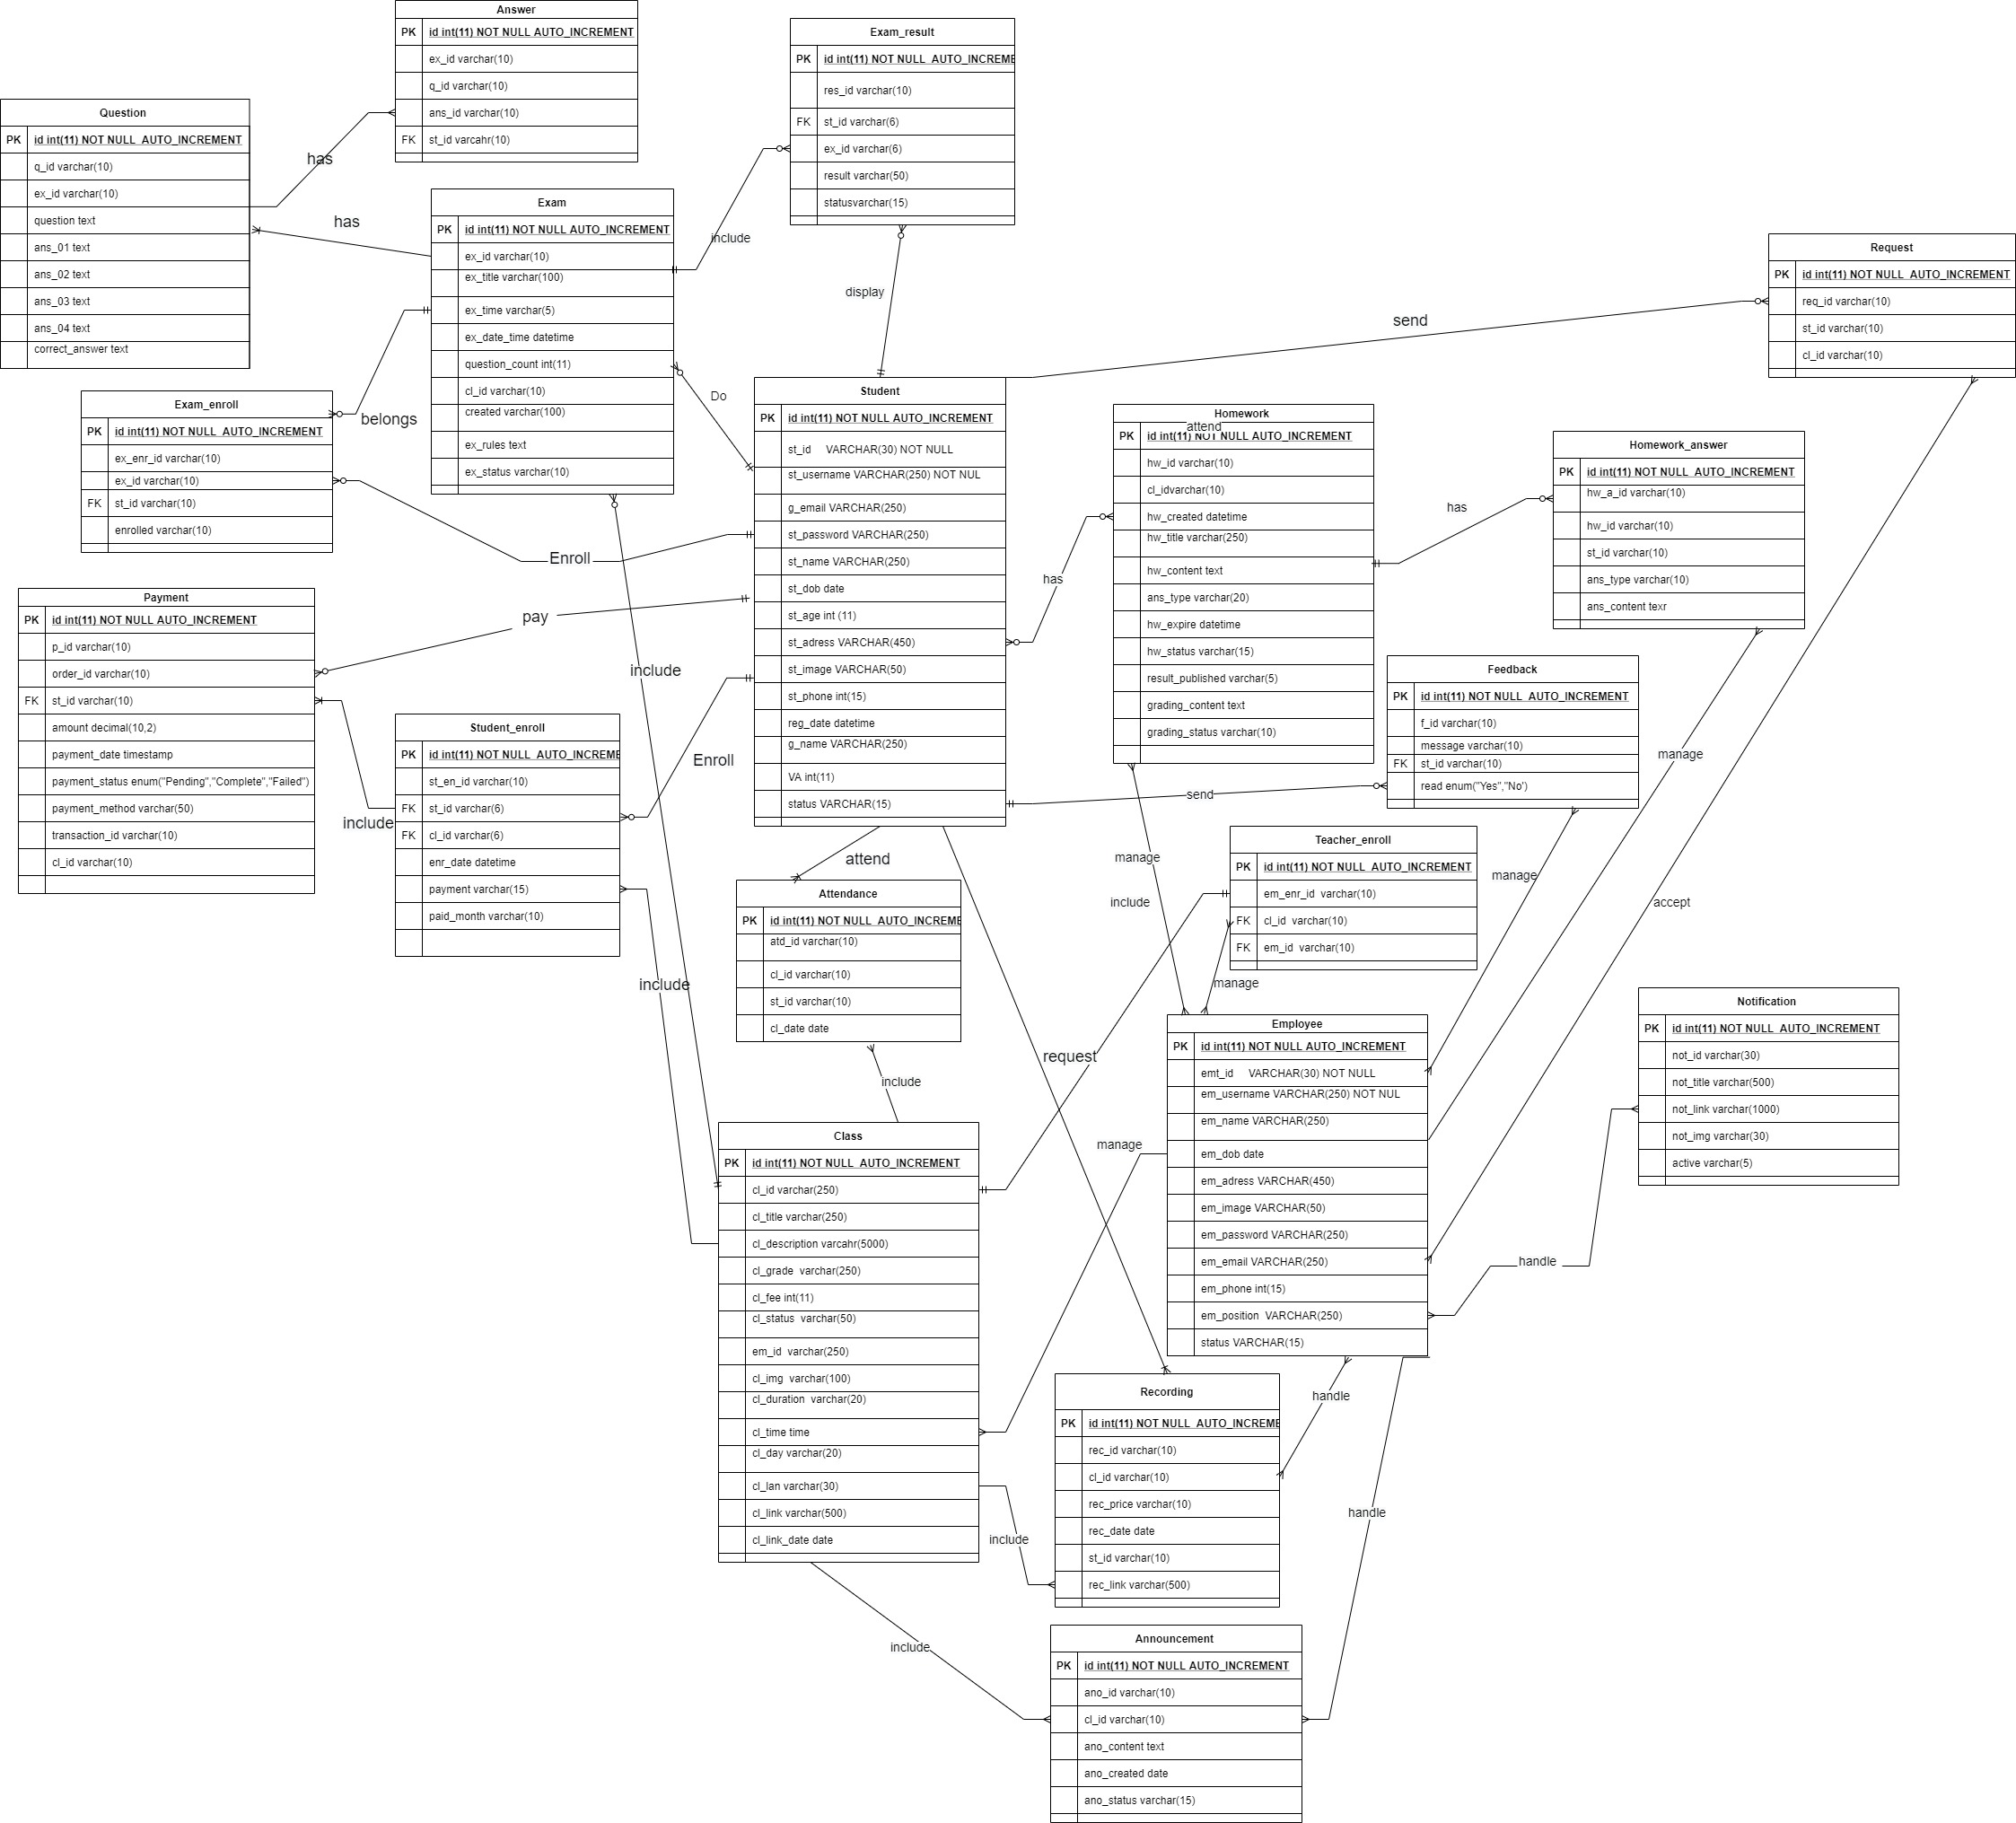 Answer
PK id int(11) NOT NULL AUTO_INCREMENT
ex_id varchar(10)
q_id varchar(10)
ans_id varchar(10)
FK st_id varcahr(10)
Exam_result
PK id int(11) NOT NULL AUTO_INCREME
res_id varchar(10)
FK st_id varchar(6)
ex_id varchar(6)
result varchar(50)
statusvarchar(15)
Question
PK id int(11) NOT NULL AUTO_INCREMENT
q_id varchar(10)
ex_id varchar(10)
question text
ans_01 text
ans_02 text
ans_03 text
ans_04 text
correct_answer text
has
has
Exam
PK id int(11) NOT NULL AUTO_INCREMENT
ex_id varchar(10)
ex_title varchar(100)
ex_time varchar(5)
ex_date_time datetime
question_count int(11)
cl_id varchar(10)
created varchar(100)
ex_rules text
ex_status varchar(10)
include
display
Do
belongs
send
Request
PK id int(11) NOT NULL AUTO_INCREMENT
req_id varchar(10)
st_id varchar(10)
cl_id varchar(10)
Exam_enroll
PK id int(11) NOT NULL AUTO_INCREMENT
ex_enr_id varchar(10)
ex_id varchar(10)
FK st_id varchar(10)
enrolled varchar(10)
Enroll
Student
PK id int(11) NOT NULL AUTO_INCREMENT
st_id VARCHAR(30) NOT NULL
st_username VARCHAR(250) NOT NUL
g_email VARCHAR(250)
st_password VARCHAR(250)
st_name VARCHAR(250)
st_dob date
st_age int (11)
st_adress VARCHAR(450)
st_image VARCHAR(50)
st_phone int(15)
reg_date datetime
g_name VARCHAR(250)
VA int(11)
status VARCHAR(15)
Homework
attend
PK id int(11) NOT NULL AUTO_INCREMENT
hw_id varchar(10)
cl_idvarchar(10)
hw_created datetime
hw_title varchar(250)
hw_content text
ans_type varchar(20)
hw_expire datetime
hw_status varchar(15)
result_published varchar(5)
grading_content text
grading_status varchar(10)
has
has
Homework_answer
PK id int(11) NOT NULL AUTO_INCREMENT
hw_a_id varchar(10)
hw_id varchar(10)
st_id varchar(10)
ans_type varchar(10)
ans_content texr
Payment
PK id int(11) NOT NULL AUTO_INCREMENT
p_id varchar(10)
order_id varchar(10)
FK st_id varchar(10)
amount decimal(10,2)
payment_date timestamp
payment_status enum("Pending","Complete","Failed")
payment_method varchar(50)
transaction_id varchar(10)
cl_id varchar(10)
pay
include
include
Student_enroll
PK id int(11) NOT NULL AUTO_INCREME
st_en_id varchar(10)
FK st_id varchar(6)
FK cl_id varchar(6)
enr_date datetime
payment varchar(15)
paid_month varchar(10)
Enroll
include
Feedback
PK id int(11) NOT NULL AUTO_INCREMENT
f_id varchar(10)
message varchar(10)
FK st_id varchar(10)
read enum("Yes","No')
send
manage
attend
manage
include
manage
accept
Teacher_enroll
PK id int(11) NOT NULL AUTO_INCREMENT
em_enr_id varchar(10)
FK cl_id varchar(10)
FK em_id varchar(10)
manage
Attendance
PK id int(11) NOT NULL AUTO_INCREME
atd_id varchar(10)
cl_id varchar(10)
st_id varchar(10)
cl_date date
include
request
manage
Employee
PK id int(11) NOT NULL AUTO_INCREMENT
emt_id VARCHAR(30) NOT NULL
em_username VARCHAR(250) NOT NUL
em_name VARCHAR(250)
em_dob date
em_adress VARCHAR(450)
em_image VARCHAR(50)
em_password VARCHAR(250)
em_email VARCHAR(250)
em_phone int(15)
em_position VARCHAR(250)
status VARCHAR(15)
Notification
PK id int(11) NOT NULL AUTO_INCREMENT
not_id varchar(30)
not_title varchar(500)
not_link varchar(1000)
not_img varchar(30)
active varchar(5)
handle
Class
PK id int(11) NOT NULL AUTO_INCREMENT
cl_id varchar(250)
cl_title varchar(250)
cl_description varcahr(5000)
cl_grade varchar(250)
cl_fee int(11)
cl_status varchar(50)
em_id varchar(250)
cl_img varchar(100)
cl_duration varchar(20)
cl_time time
cl_day varchar(20)
cl_lan varchar(30)
cl_link varchar(500)
cl_link_date date
handle
handle
include
include
Recording
PK id int(11) NOT NULL AUTO_INCREME
rec_id varchar(10)
cl_id varchar(10)
rec_price varchar(10)
rec_date date
st_id varchar(10)
rec_link varchar(500)
Announcement
PK id int(11) NOT NULL AUTO_INCREMENT
ano_id varchar(10)
cl_id varchar(10)
ano_content text
ano_created date
ano_status varchar(15)